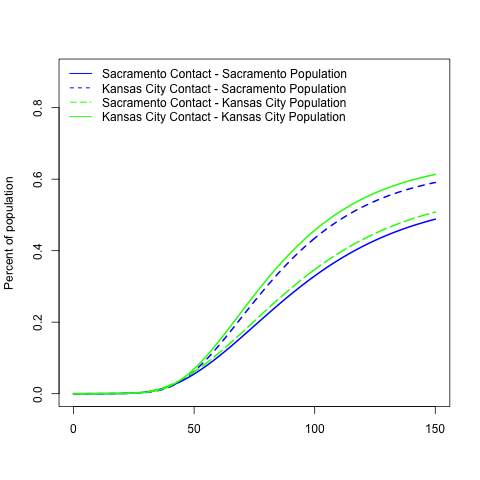 Sacramento Contact - Sacramento Population
Kansas City Contact - Sacramento Population
Sacramento Contact - Kansas City Population
Kansas City Contact - Kansas City Population
Percent of population
0.8
0.6
0.4
0.2
0.0
0
50
100
150